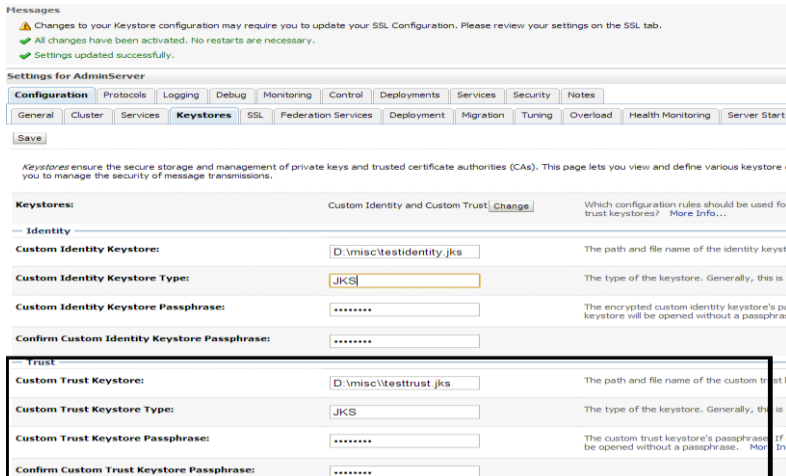 Messages
Changes to your Keystore configuration may require you to update your SSL Configuration. Please review your settings on the SSL tab.
All changes have been activated. No restarts are necessary.
Settings updated successfully.
Settings for AdminServer
Configuration Protocols Logging Debug Monitoring Control Deployments Services Security Notes
General Cluster Services Keystores SSL Federation Services Deployment Migration Tuning Overload Health Monitoring Server Start
Save
Keystores ensure the secure storage and management of private keys and trusted certificate authorities (CAs). This page lets you view and define various keystore
you to manage the security of message transmissions.
Keystores: Custom Identity and Custom Trust Change Which configuration rules should be used fo
trust keystores? More Info...
Identity
Custom Identity Keystore: D:\misc\testidentity.jks The path and file name of the identity keyst
Custom Identity Keystore Type: JKS The type of the keystore. Generally, this is
Custom Identity Keystore Passphrase: •••••••• The encrypted custom identity keystore's pa
keystore will be opened without a passphra
Confirm Custom Identity Keystore Passphrase: ••••••••
Trust
Custom Trust Keystore: D:\misc\\testtrust.jks The path and file name of the custom trust
Custom Trust Keystore Type: JKS The type of the keystore. Generally, this is
Custom Trust Keystore Passphrase: •••••••• The custom trust keystore's passphrase. If
be opened without a passphrase. More In
Confirm Custom Trust Keystore Passphrase: ••••••••